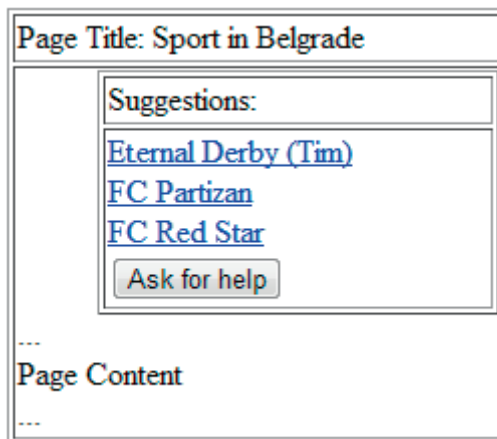 Page Title: Sport in Belgrade
Suggestions:
Eternal Derby (Tim)
FC Partizan
FC Red Star
Ask for help
---
Page Content
---